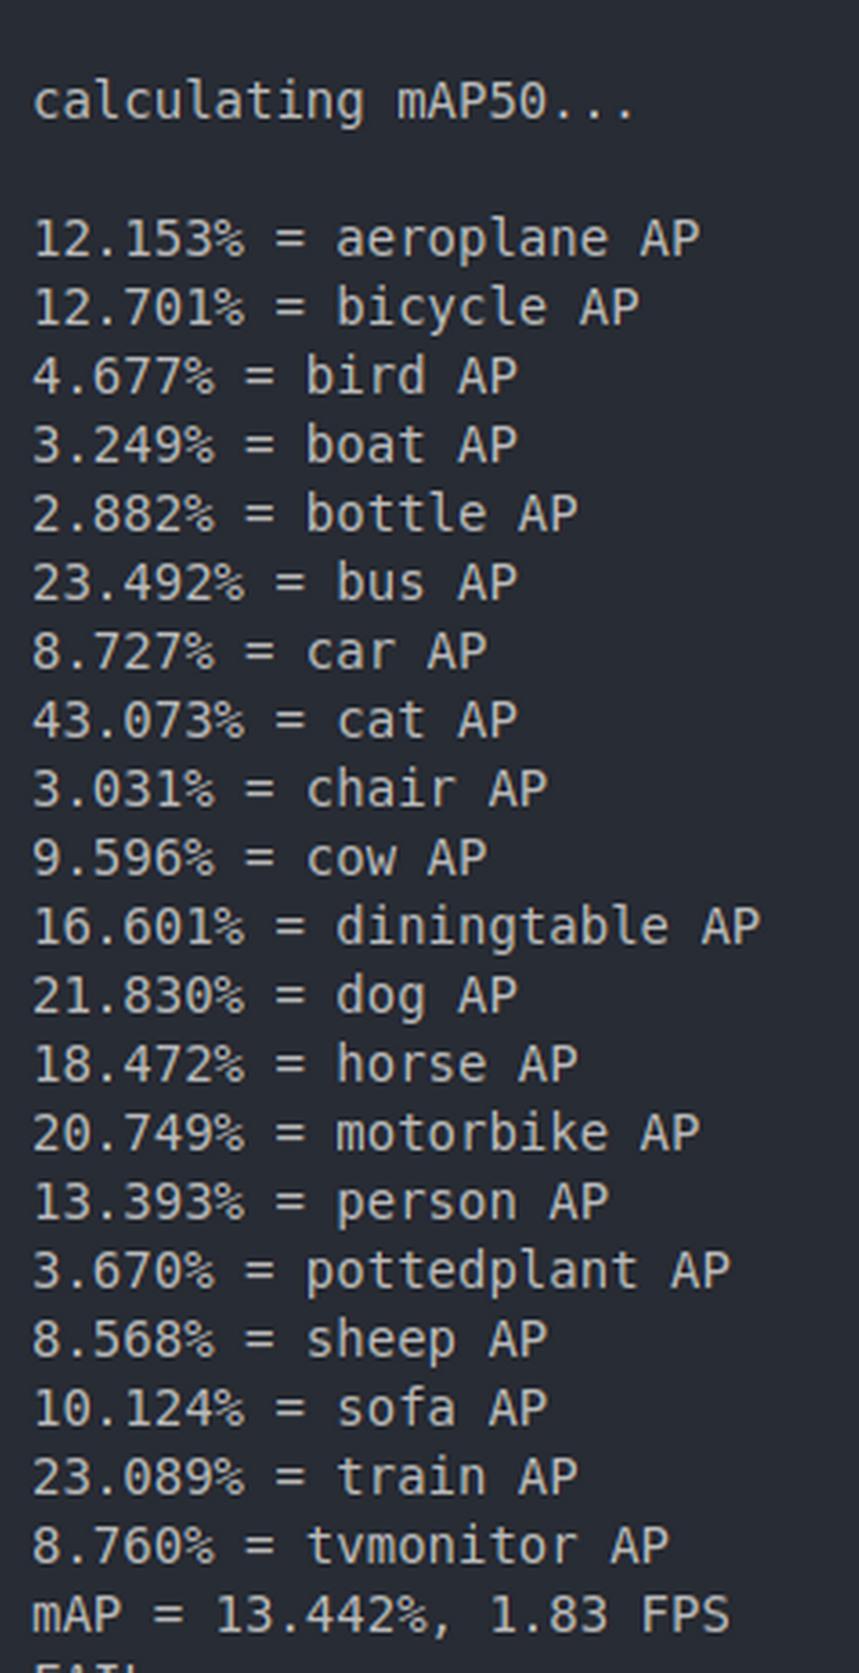 calculating mAP50...
12.153% = aeroplane AP
12.701% = bicycle AP
4.677% = bird AP
3.249% = boat AP
2.882% = bottle AP
23.492% = bus AP
8.727% = car AP
43.073% = cat AP
3.031% = chair AP
9.596% = cow AP
16.601% = diningtable AP
21.830% = dog AP
18.472% = horse AP
20.749% = motorbike AP
13.393% = person AP
3.670% = pottedplant AP
8.568% = sheep AP
10.124% = sofa AP
23.089% = train AP
8.760% = tvmonitor AP
mAP = 13.442%, 1.83 FPS